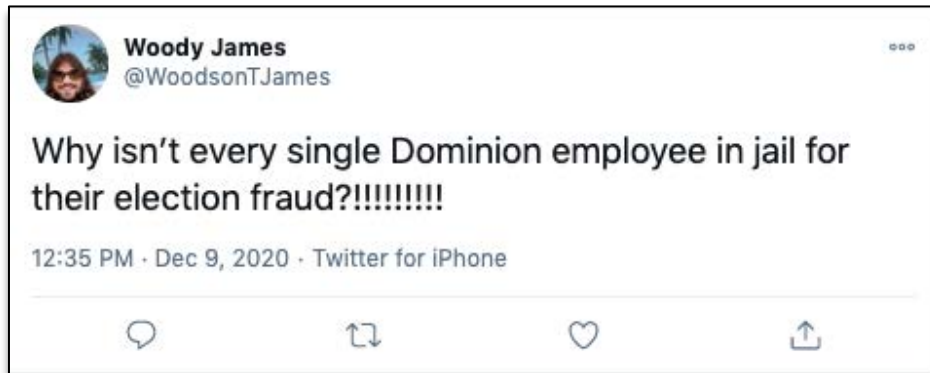 Woody James
@WoodsonTJames
Why isn’t every single Dominion employee in jail for
their election fraud?!!!!!!!!!
12:35 PM · Dec 9, 2020 · Twitter for iPhone